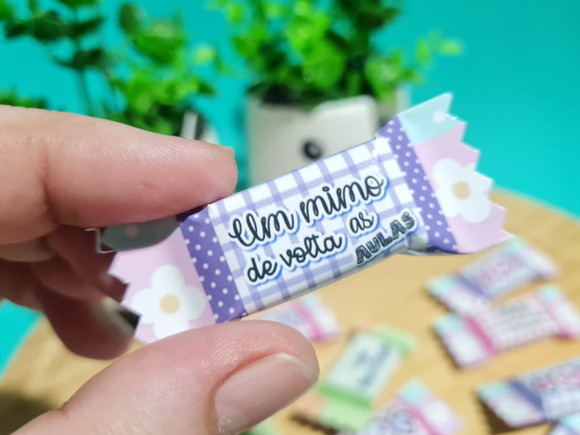 Um mimo
de volta as
AULAS